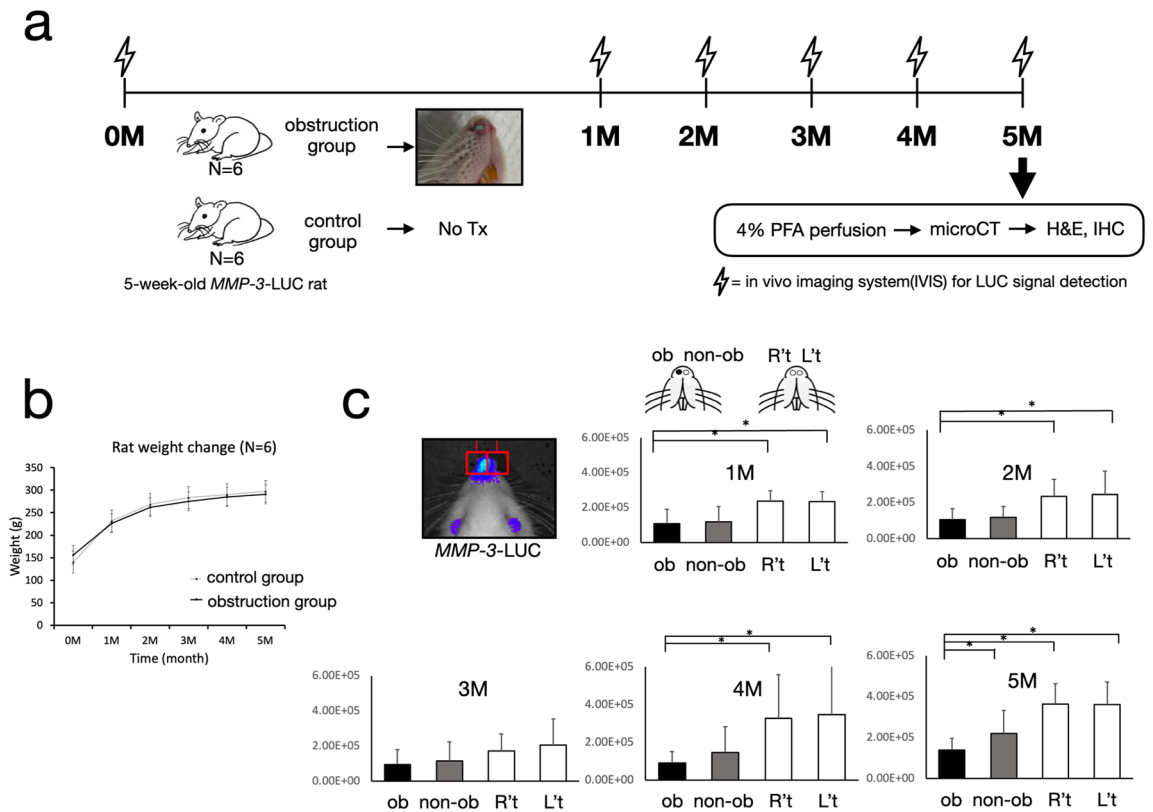 a
0M
1M
2M
3M
4M
5M
N=6
obstruction
group
control
group
No Tx
N=6
5-week-old MMP-3-LUC rat
4% PFA perfusion
microCT
H&E, IHC
= in vivo imaging system(IVIS) for LUC signal detection
b
Rat weight change (N=6)
350
300
250
200
150
100
50
0
Weight (g)
0M
1M
2M
3M
4M
5M
Time (month)
control group
obstruction group
c
ob non-ob
R't L't
MMP-3-LUC
6.00E+05
4.00E+05
2.00E+05
0.00E+00
*
*
1M
ob non-ob R't L't
6.00E+05
4.00E+05
2.00E+05
0.00E+00
*
*
2M
ob non-ob R't L't
6.00E+05
4.00E+05
2.00E+05
0.00E+00
3M
ob non-ob R't L't
6.00E+05
4.00E+05
2.00E+05
0.00E+00
*
*
4M
ob non-ob R't L't
6.00E+05
4.00E+05
2.00E+05
0.00E+00
*
*
*
5M
ob non-ob R't L't